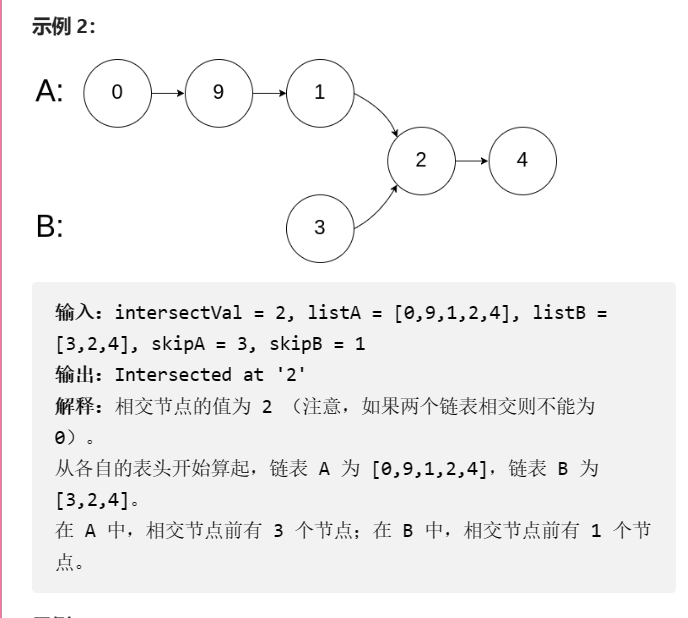 示例 2：
A: 0 9 1
2 4
B: 3
输入：intersectVal = 2, listA = [0,9,1,2,4], listB =
[3,2,4], skipA = 3, skipB = 1
输出：Intersected at '2'
解释：相交节点的值为 2 （注意，如果两个链表相交则不能为
0）。
从各自的表头开始算起，链表 A 为 [0,9,1,2,4]，链表 B 为
[3,2,4]。
在 A 中，相交节点前有 3 个节点；在 B 中，相交节点前有 1 个节
点。